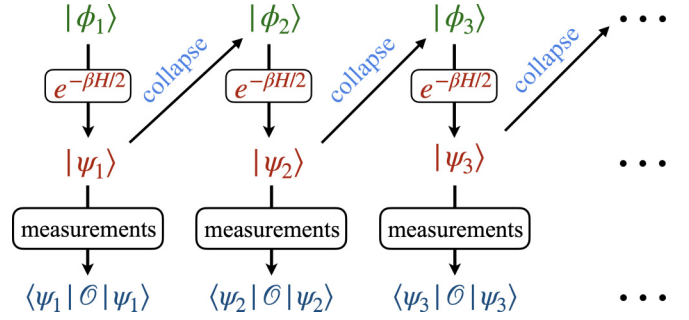 |ϕ₁⟩ |ϕ₂⟩ |ϕ₃⟩ • • •
e^{−βH/2} collapse e^{−βH/2} collapse e^{−βH/2} collapse
|ψ₁⟩ |ψ₂⟩ |ψ₃⟩ • • •
measurements measurements measurements
⟨ψ₁|𝒪|ψ₁⟩ ⟨ψ₂|𝒪|ψ₂⟩ ⟨ψ₃|𝒪|ψ₃⟩ • • •